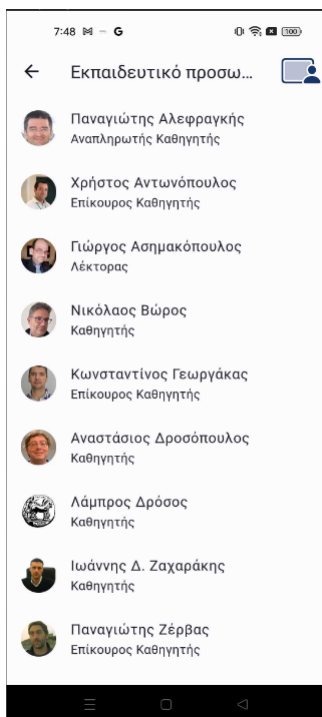 7:48 G 100
Εκπαιδευτικό προσω...
Παναγιώτης Αλεφραγκής
Αναπληρωτής Καθηγητής
Χρήστος Αντωνόπουλος
Επίκουρος Καθηγητής
Γιώργος Ασημακόπουλος
Λέκτορας
Νικόλαος Βώρος
Καθηγητής
Κωνσταντίνος Γεωργάκας
Επίκουρος Καθηγητής
Αναστάσιος Δροσόπουλος
Καθηγητής
Λάμπρος Δρόσος
Καθηγητής
Ιωάννης Δ. Ζαχαράκης
Καθηγητής
Παναγιώτης Ζέρβας
Επίκουρος Καθηγητής